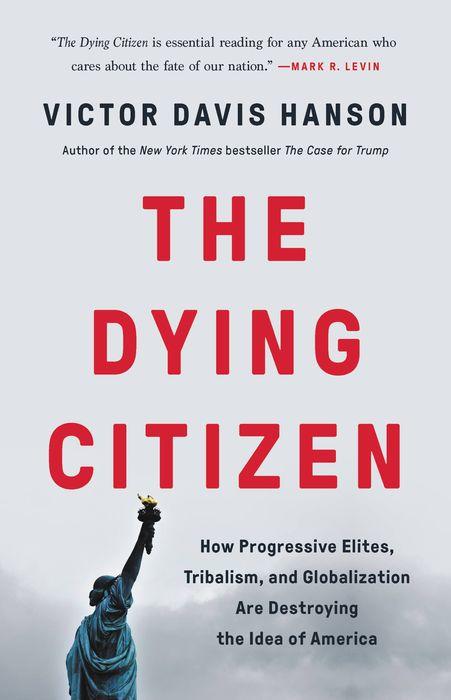 “The Dying Citizen is essential reading for any American who
cares about the fate of our nation.” —MARK R. LEVIN
VICTOR DAVIS HANSON
Author of the New York Times bestseller The Case for Trump
THE
DYING
CITIZEN
How Progressive Elites,
Tribalism, and Globalization
Are Destroying
the Idea of America